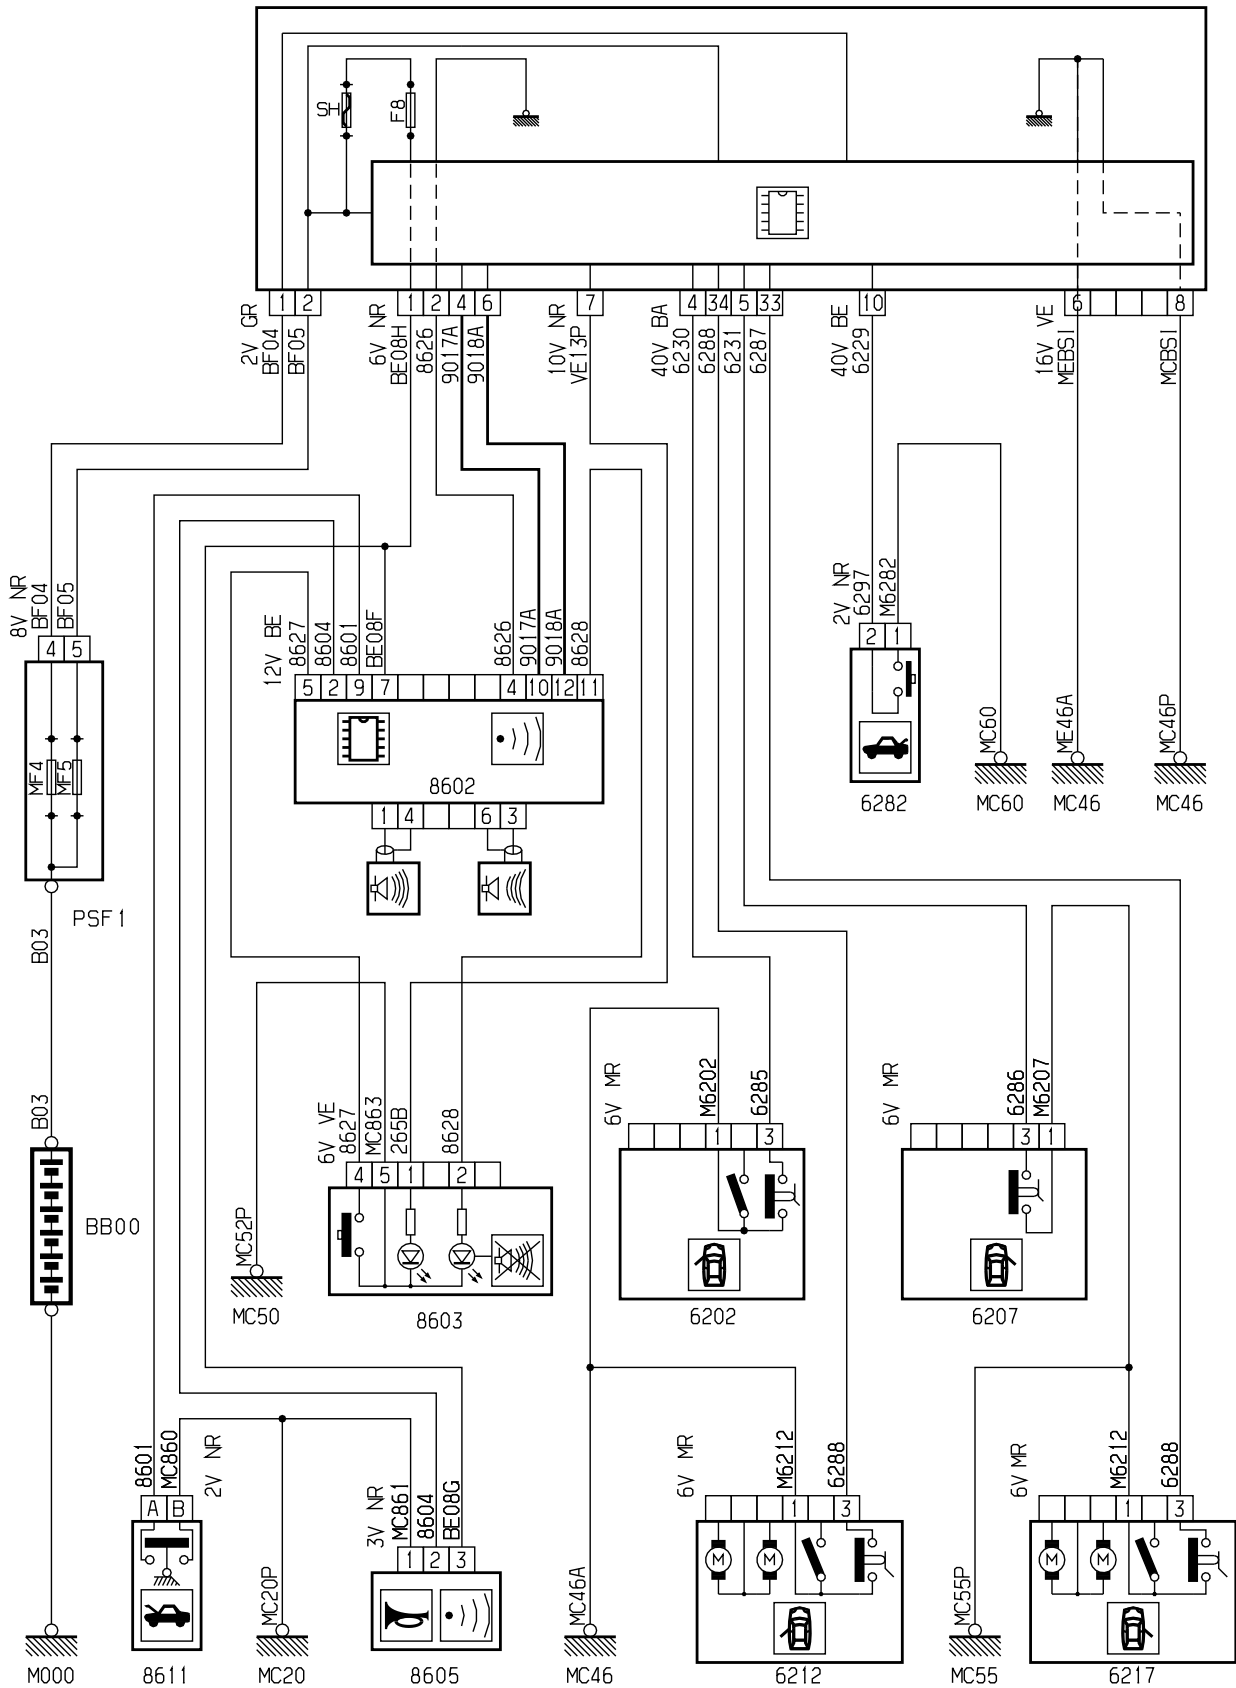 SH
F8
1 2 1 2 4 6 7 4 34 5 33 10 6 8
2V GR
BF04
BF05
6V NR
BE08H
8626
9017A
9018A
10V NR
VE13P
40V BA
6230
6288
6231
6287
40V BE
6229
16V VE
MEBSI
MCBSI
8V NR
BF04
BF05
4 5
MF4
MF5
PSF1
B03
B03
BB00
M000
12V BE
8627
8604
8601
BE08F
8626
9017A
9018A
8628
5 2 9 7 4 10 12 11
8602
1 4 6 3
2V NR
6297
M6282
2 1
6282
MC60
MC60
ME46A
MC46
MC46P
MC46
6V VE
8627
MC863
265B
8628
4 5 1 2
8603
MC52P
MC50
6V MR
M6202
6285
1 3
6202
6V MR
6286
M6207
3 1
6207
8601
MC860
2V NR
A B
8611
MC20P
MC20
3V NR
MC861
8604
BE08G
1 2 3
8605
MC46A
MC46
6V MR
M6212
6288
1 3
M M
6212
MC55P
MC55
6V MR
M6212
6288
1 3
M M
6217